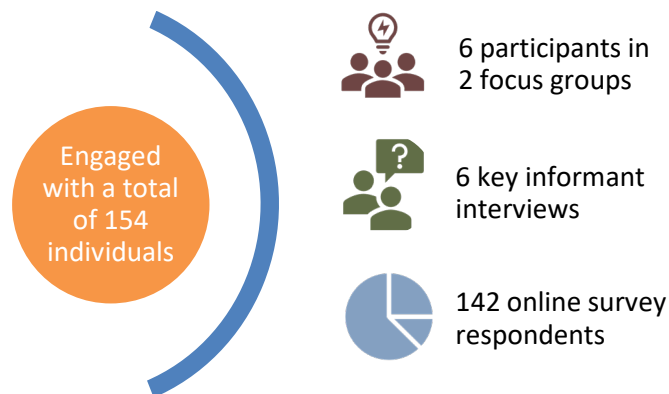 Engaged
with a total
of 154
individuals
6 participants in
2 focus groups
?
6 key informant
interviews
142 online survey
respondents